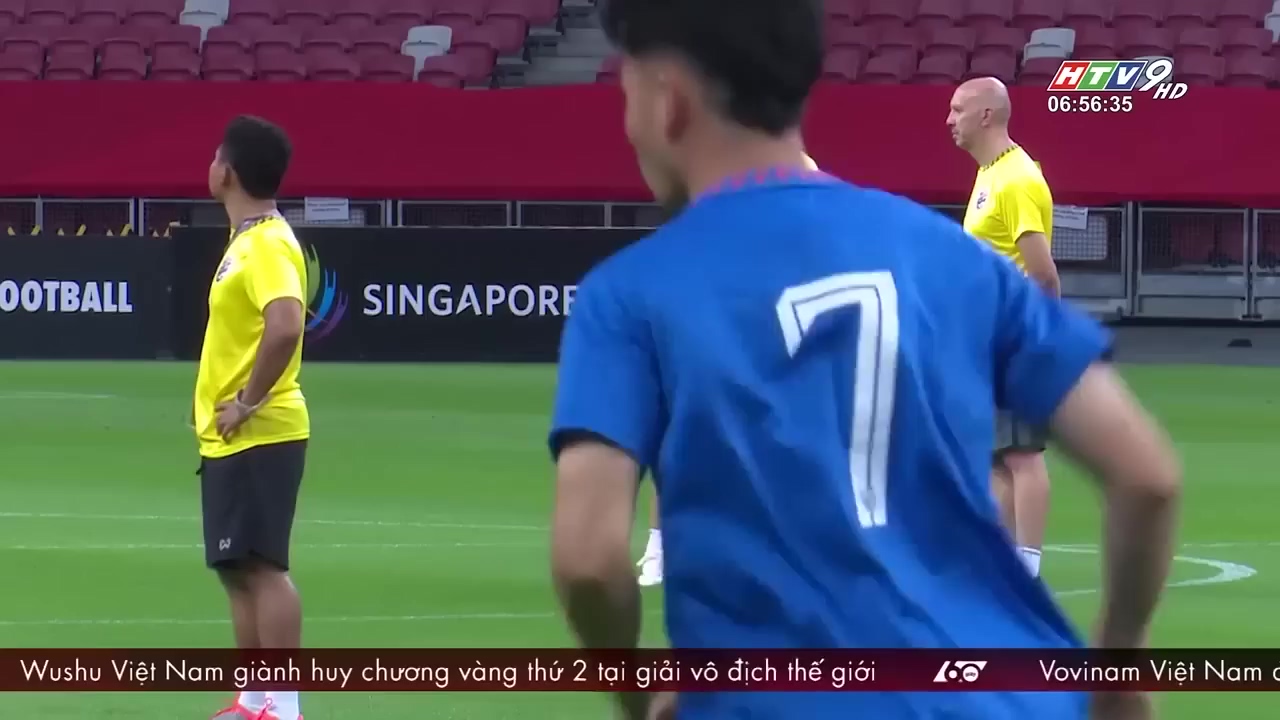 HTV9 HD
06:56:35
OOTBALL
SINGAPORE
7
Wushu Việt Nam giành huy chương vàng thứ 2 tại giải vô địch thế giới 60 Vovinam Việt Nam